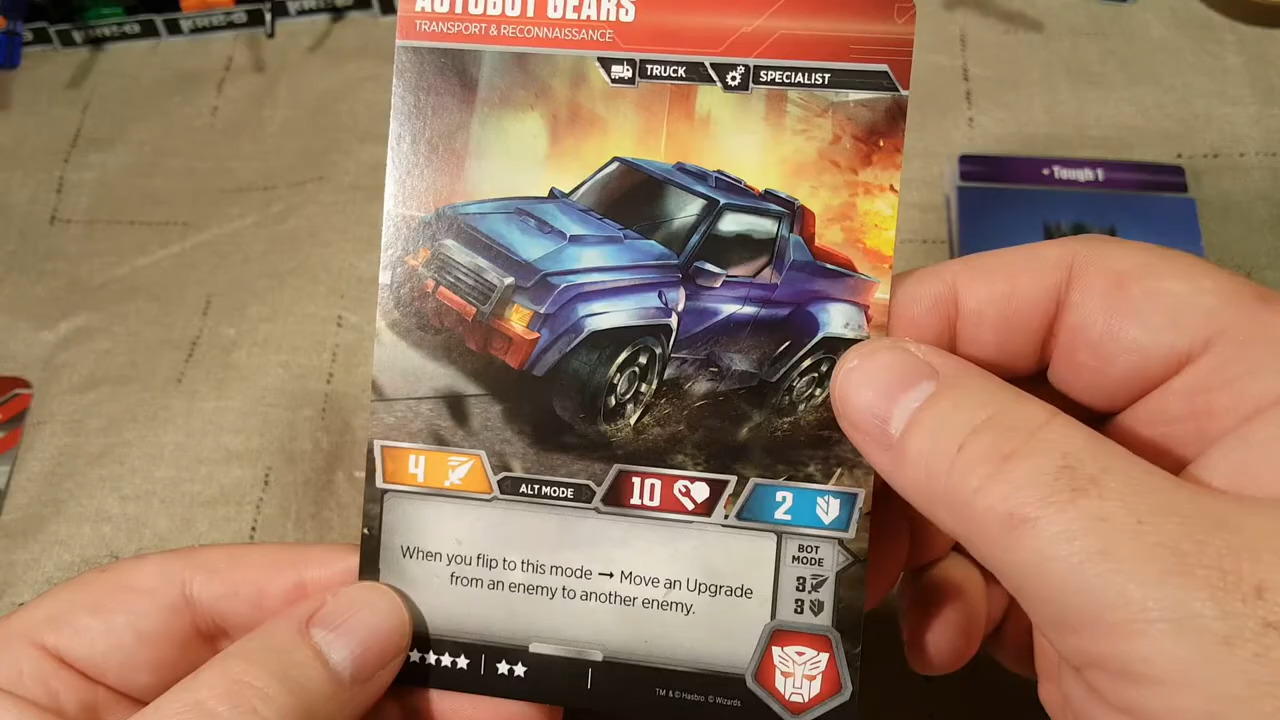 AUTOBOT GEARS
TRANSPORT & RECONNAISSANCE
TRUCK
SPECIALIST
• Tough 1
4
ALT MODE
10
2
When you flip to this mode → Move an Upgrade
from an enemy to another enemy.
BOT
MODE
3
3
TM & © Hasbro. © Wizards